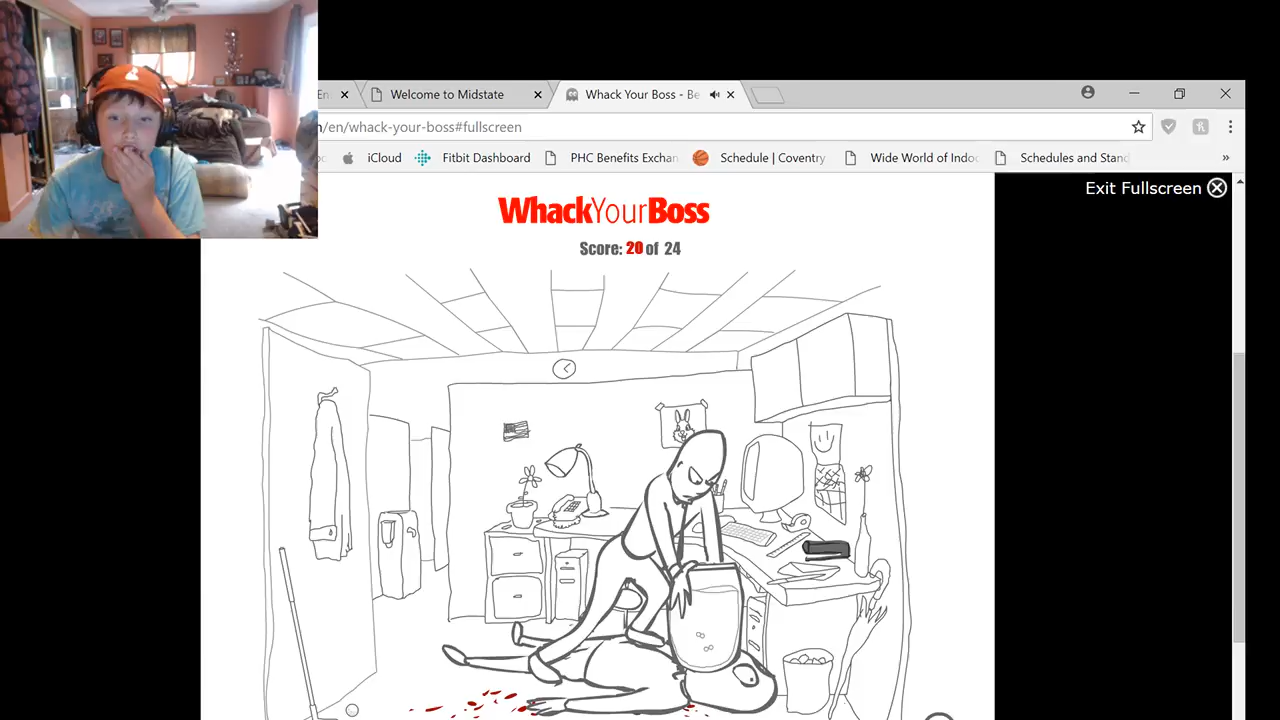 En
Welcome to Midstate
Whack Your Boss - Be
/en/whack-your-boss#fullscreen
iCloud
Fitbit Dashboard
PHC Benefits Exchan
Schedule | Coventry
Wide World of Indo
Schedules and Stand
»
Exit Fullscreen
WhackYourBoss
Score: 20 of 24